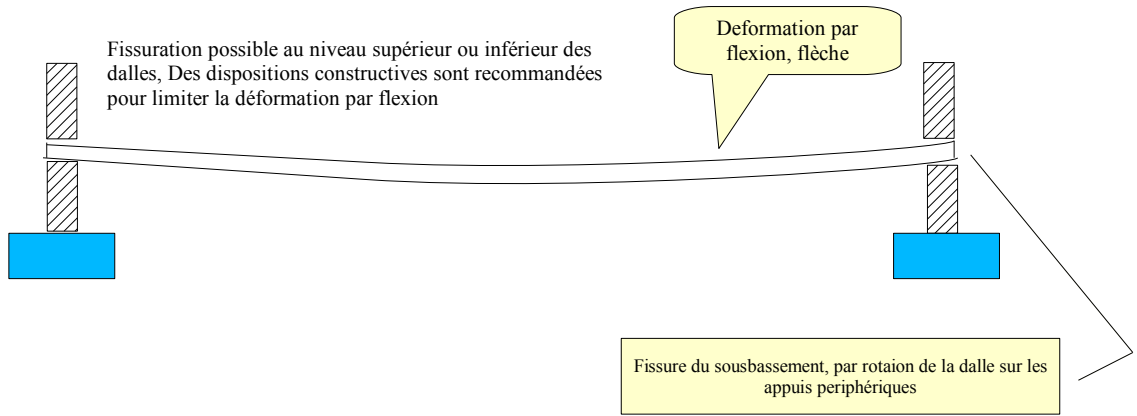 Fissuration possible au niveau supérieur ou inférieur des
dalles, Des dispositions constructives sont recommandées
pour limiter la déformation par flexion
Deformation par
flexion, flèche
Fissure du sousbassement, par rotaion de la dalle sur les
appuis periphériques